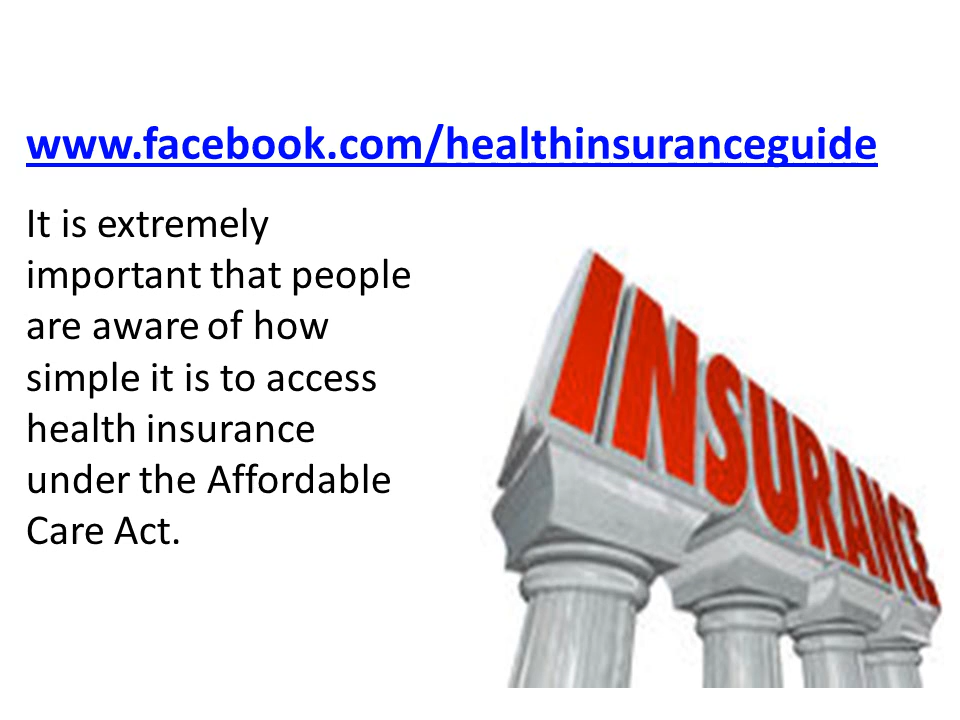 www.facebook.com/healthinsuranceguide
It is extremely
important that people
are aware of how
simple it is to access
health insurance
under the Affordable
Care Act.
INSURANCE